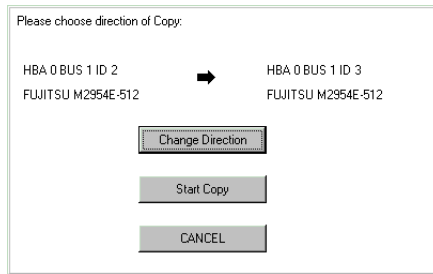 Please choose direction of Copy:
HBA 0 BUS 1 ID 2
HBA 0 BUS 1 ID 3
FUJITSU M2954E-512
FUJITSU M2954E-512
Change Direction
Start Copy
CANCEL